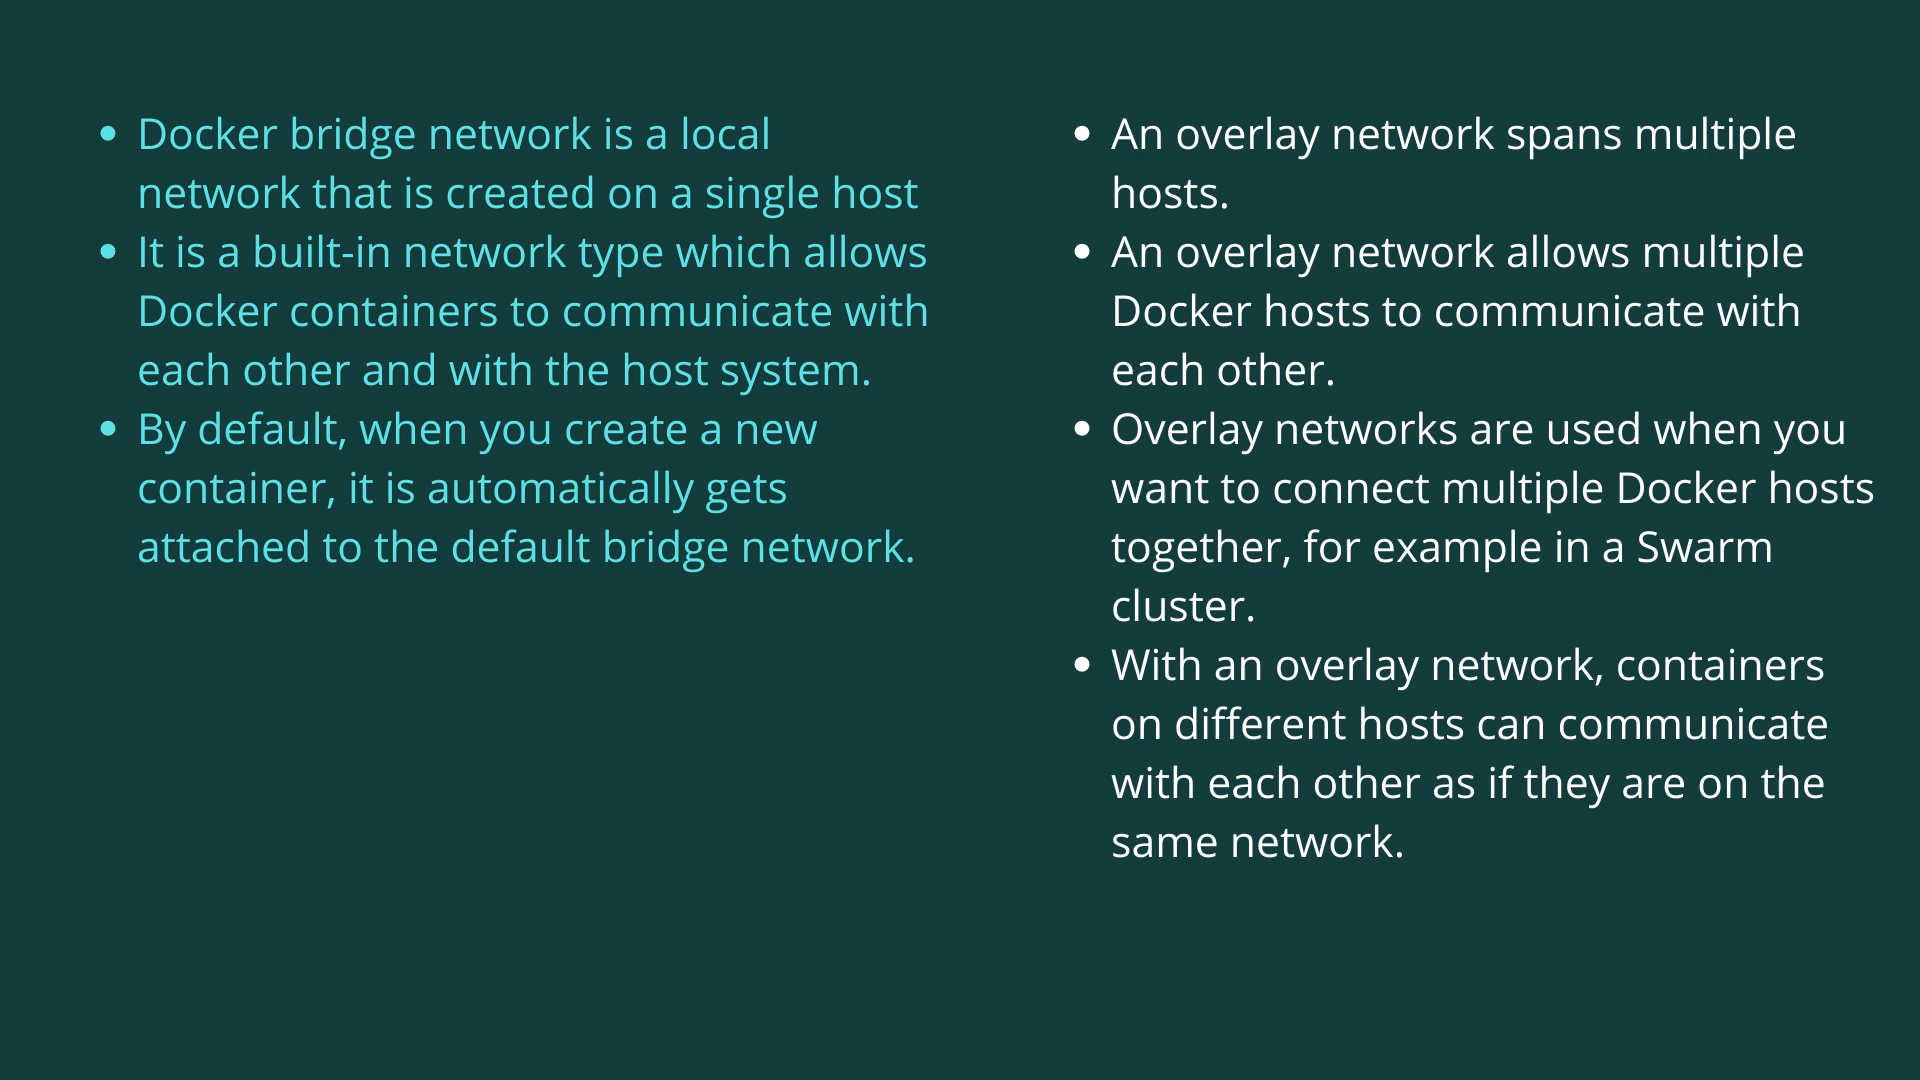 • Docker bridge network is a local
network that is created on a single host
• It is a built-in network type which allows
Docker containers to communicate with
each other and with the host system.
• By default, when you create a new
container, it is automatically gets
attached to the default bridge network.
• An overlay network spans multiple
hosts.
• An overlay network allows multiple
Docker hosts to communicate with
each other.
• Overlay networks are used when you
want to connect multiple Docker hosts
together, for example in a Swarm
cluster.
• With an overlay network, containers
on different hosts can communicate
with each other as if they are on the
same network.